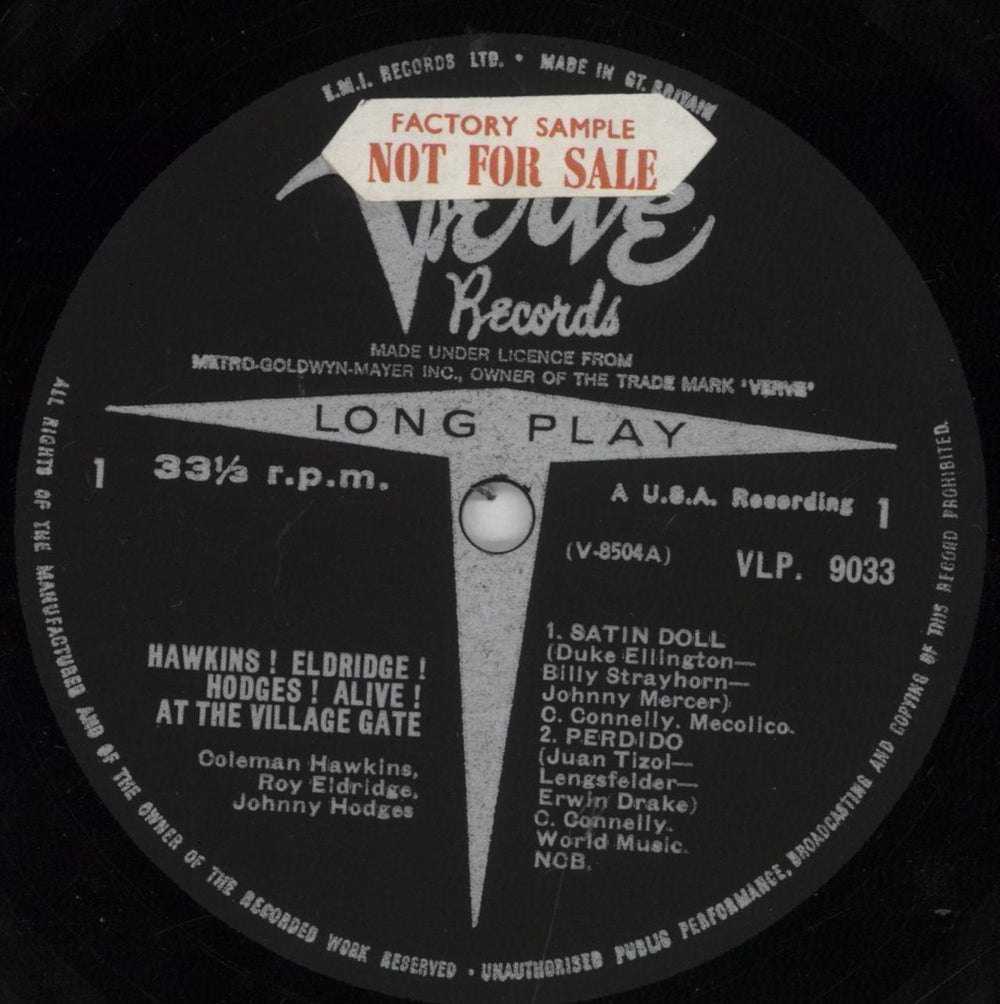 E.M.I. RECORDS LTD. • MADE IN GT. BRITAIN
FACTORY SAMPLE
NOT FOR SALE
Verve
Records
MADE UNDER LICENCE FROM
METRO-GOLDWYN-MAYER INC., OWNER OF THE TRADE MARK "VERVE"
LONG PLAY
1 33⅓ r.p.m.
A U.S.A. Recording 1
(V-8504A) VLP. 9033
HAWKINS! ELDRIDGE!
HODGES! ALIVE!
AT THE VILLAGE GATE
Coleman Hawkins,
Roy Eldridge,
Johnny Hodges
1. SATIN DOLL
(Duke Ellington—
Billy Strayhorn—
Johnny Mercer)
C. Connelly. Mecolico.
2. PERDIDO
(Juan Tizol—
Lengsfelder—
Erwin Drake)
C. Connelly.
World Music.
NCB.
ALL RIGHTS OF THE MANUFACTURER AND OF THE OWNER OF THE RECORDED WORK RESERVED • UNAUTHORISED PUBLIC PERFORMANCE, BROADCASTING AND COPYING OF THIS RECORD PROHIBITED.